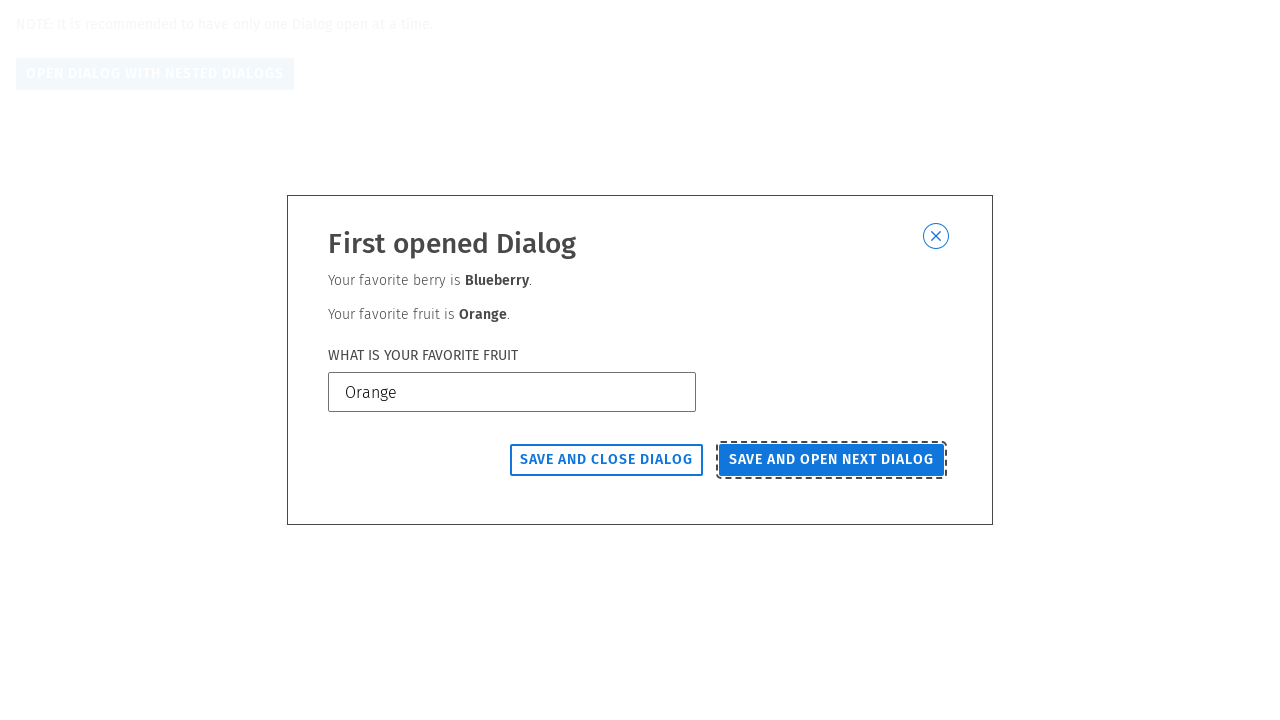 NOTE: It is recommended to have only one Dialog open at a time.
OPEN DIALOG WITH NESTED DIALOGS
First opened Dialog
Your favorite berry is Blueberry.
Your favorite fruit is Orange.
WHAT IS YOUR FAVORITE FRUIT
Orange
SAVE AND CLOSE DIALOG
SAVE AND OPEN NEXT DIALOG